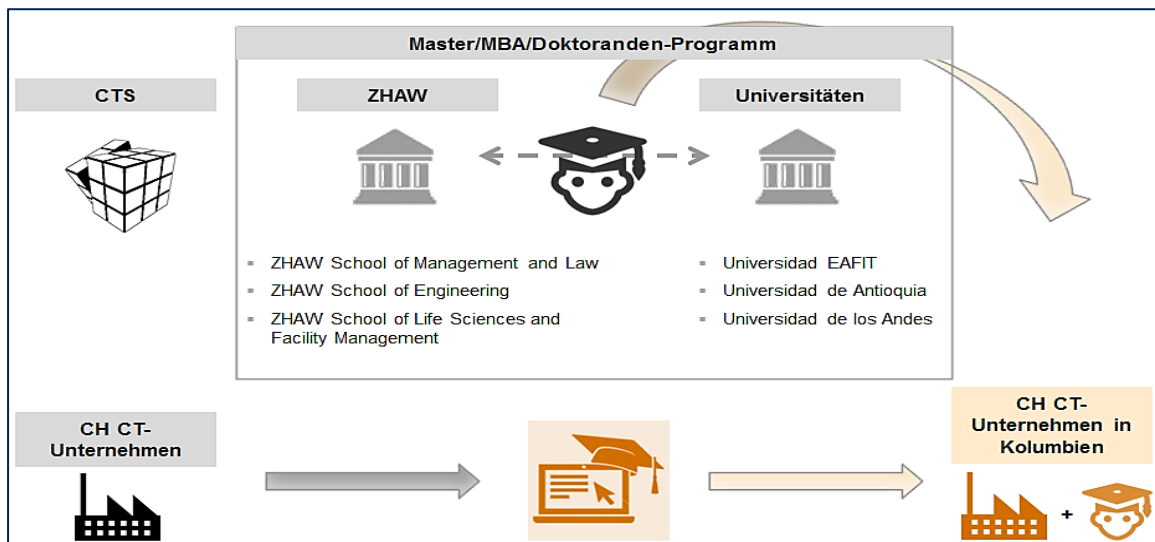 Master/MBA/Doktoranden-Programm
CTS
ZHAW
Universitäten
▪ ZHAW School of Management and Law
▪ ZHAW School of Engineering
▪ ZHAW School of Life Sciences and
Facility Management
▪ Universidad EAFIT
▪ Universidad de Antioquia
▪ Universidad de los Andes
CH CT-
Unternehmen
CH CT-
Unternehmen in
Kolumbien
+